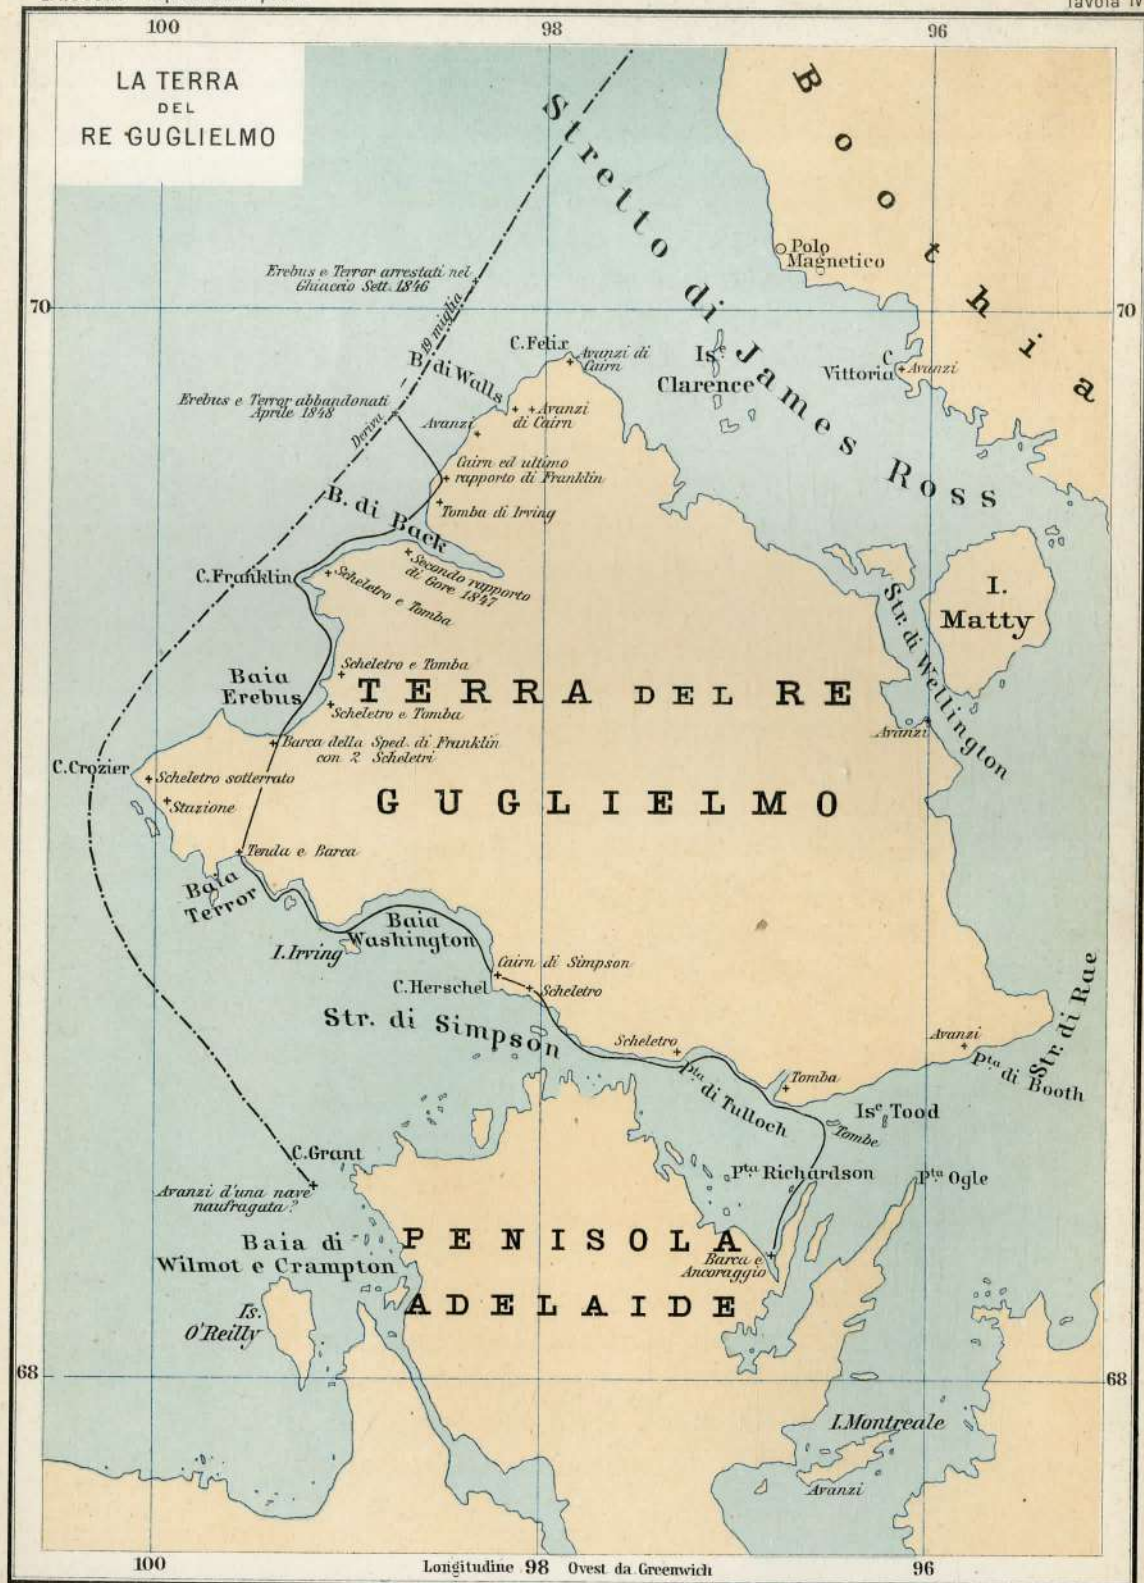 Tavola IV
100
98
96
LA TERRA
DEL
RE GUGLIELMO
Stretto di James Ross
Boothia
Polo
Magnetico
Erebus e Terror arrestati nel
Ghiaccio Sett. 1846
70
70
19 miglia
C. Felix
Avanzi di
Cairn
B. di Walls
Is.e
Clarence
C.
Vittoria
Avanzi
Erebus e Terror abbandonati
Aprile 1848
Deriva
Avanzi
Avanzi
di Cairn
Cairn ed ultimo
rapporto di Franklin
B. di Back
Tomba di Irving
C. Franklin
Secondo rapporto
di Gore 1847
Scheletro e Tomba
I.
Matty
Str. di Wellington
Baia
Erebus
Scheletro e Tomba
TERRA DEL RE
Scheletro e Tomba
Avanzi
Barca della Sped. di Franklin
con 2 Scheletri
C. Crozier
Scheletro sotterrato
Stazione
GUGLIELMO
Tenda e Barca
Baia
Terror
Baia
Washington
I. Irving
Cairn di Simpson
C. Herschel
Scheletro
Str. di Rae
Str. di Simpson
Scheletro
Avanzi
Pta di Booth
Pta di Tulloch
Tomba
Is.e Tood
Tombe
C. Grant
Pta. Richardson
Pta. Ogle
Avanzi d'una nave
naufragata?
Baia di
Wilmot e Crampton
PENISOLA
Barca e
Ancoraggio
ADELAIDE
Is.
O'Reilly
68
68
I. Montreale
Avanzi
100
Longitudine 98 Ovest da Greenwich
96